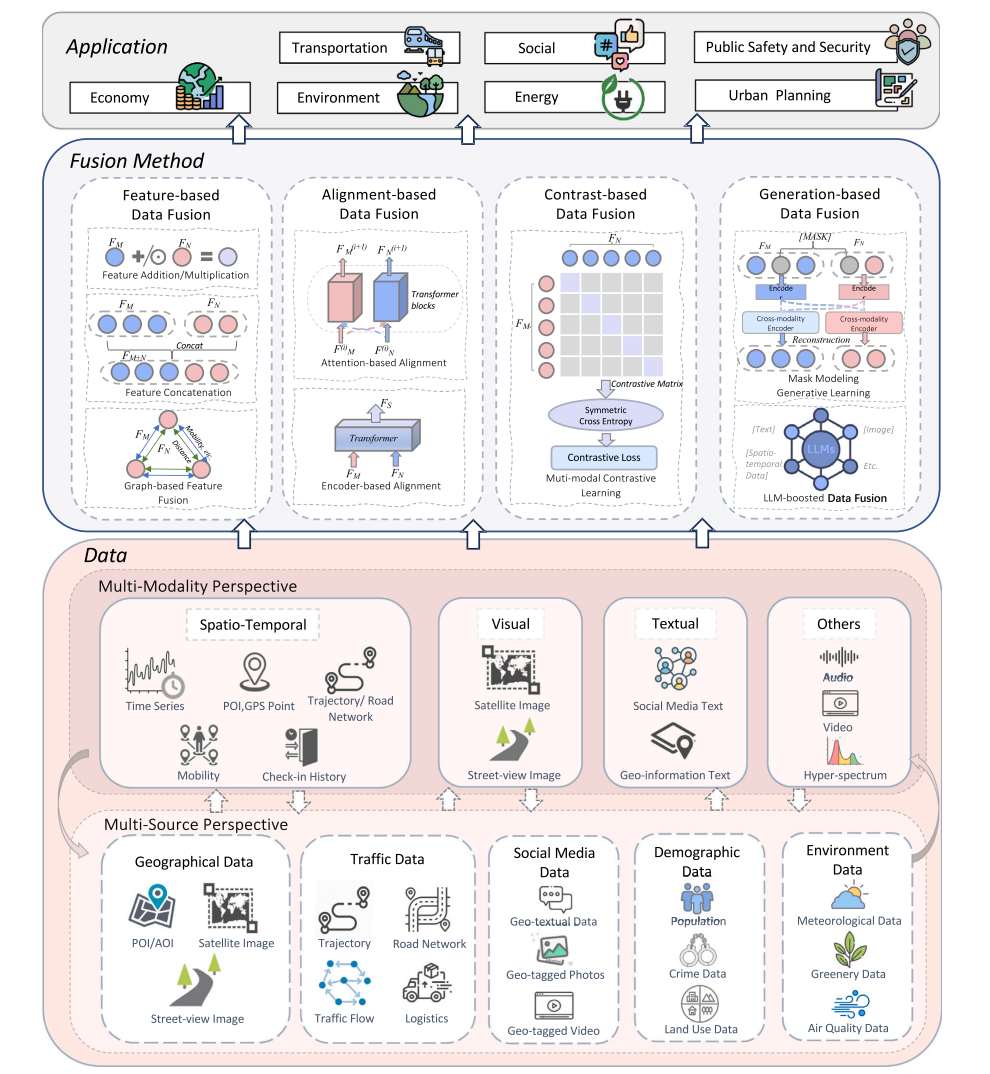 Application
Transportation
Social
Public Safety and Security
Economy
Environment
Energy
Urban Planning
Fusion Method
Feature-based
Data Fusion
F_M
F_N
Feature Addition/Multiplication
F_M
F_N
Concat
F_M+N
Feature Concatenation
F_M
F_N
Mobility, etc.
Distance
Graph-based Feature
Fusion
Alignment-based
Data Fusion
F_M^(i+1)
F_N^(i+1)
Transformer
blocks
F^(i)_M
F^(i)_N
Attention-based Alignment
F_S
Transformer
F_M
F_N
Encoder-based Alignment
Contrast-based
Data Fusion
F_N
F_M
Contrastive Matrix
Symmetric
Cross Entropy
Contrastive Loss
Muti-modal Contrastive
Learning
Generation-based
Data Fusion
[MASK]
F_M
F_N
Encode
Encode
Cross-modality
Encoder
Cross-modality
Encoder
Reconstruction
Mask Modeling
Generative Learning
[Text]
[Image]
LLMs
[Spatio-
temporal
Data]
Etc.
LLM-boosted Data Fusion
Data
Multi-Modality Perspective
Spatio-Temporal
Time Series
POI,GPS Point
Trajectory/ Road
Network
Mobility
Check-in History
Visual
Satellite Image
Street-view Image
Textual
Social Media Text
Geo-information Text
Others
Audio
Video
Hyper-spectrum
Multi-Source Perspective
Geographical Data
POI/AOI
Satellite Image
Street-view Image
Traffic Data
Trajectory
Road Network
Traffic Flow
Logistics
Social Media
Data
Geo-textual Data
Geo-tagged Photos
Geo-tagged Video
Demographic
Data
Population
Crime Data
Land Use Data
Environment
Data
Meteorological Data
Greenery Data
Air Quality Data